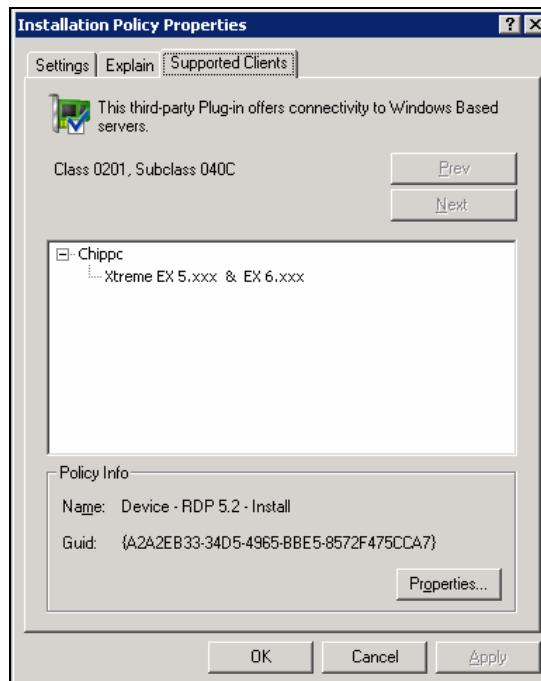 Installation Policy Properties
Settings
Explain
Supported Clients
This third-party Plug-in offers connectivity to Windows Based
servers.
Class 0201, Subclass 040C
Prev
Next
Chippc
Xtreme EX 5.xxx & EX 6.xxx
Policy Info
Name: Device - RDP 5.2 - Install
Guid: {A2A2EB33-34D5-4965-BBE5-8572F475CCA7}
Properties...
OK
Cancel
Apply